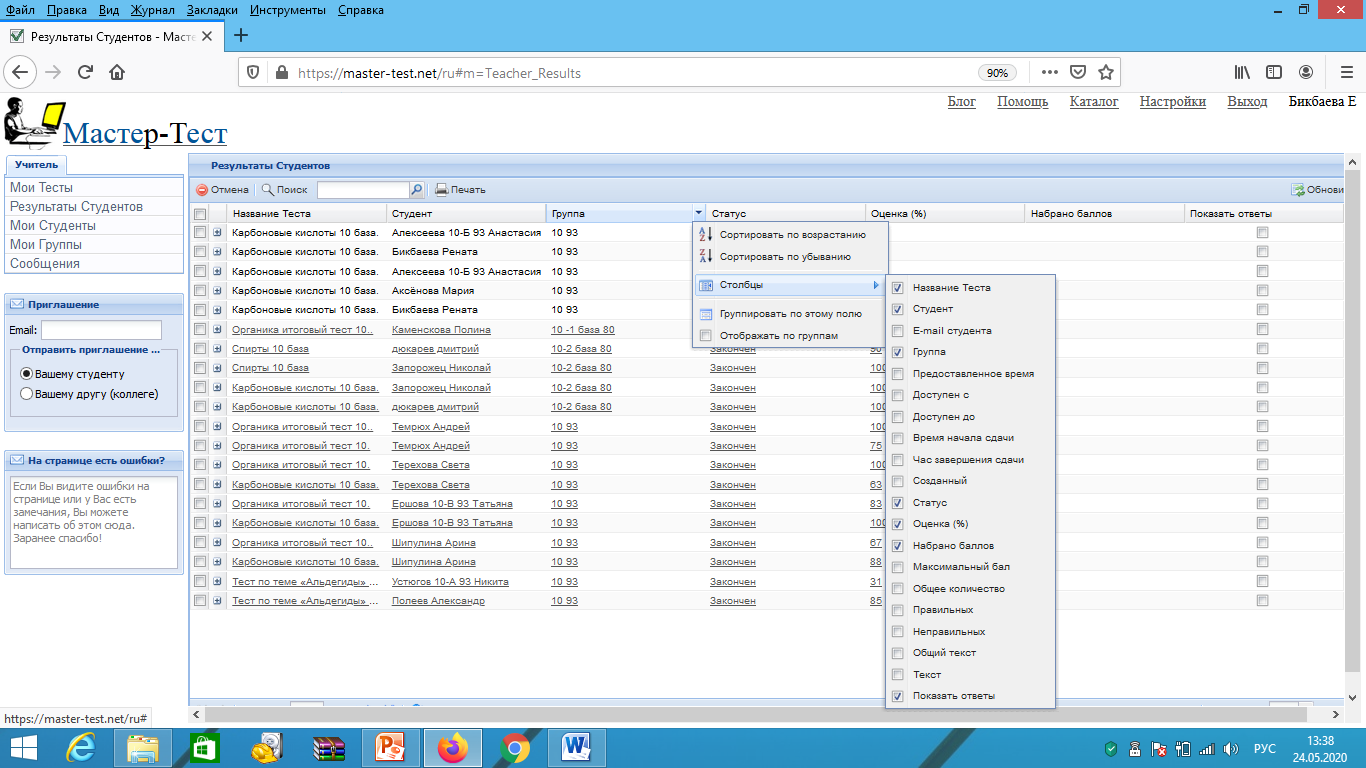 Файл Правка Вид Журнал Закладки Инструменты Справка
Результаты Студентов - Масте
https://master-test.net/ru#m=Teacher_Results 90%
Блог Помощь Каталог Настройки Выход Бикбаева Е
Мастер-Тест
Учитель
Мои Тесты
Результаты Студентов
Мои Студенты
Мои Группы
Сообщения
Приглашение
Email:
Отправить приглашение ...
Вашему студенту
Вашему другу (коллеге)
На странице есть ошибки?
Если Вы видите ошибки на
странице или у Вас есть
замечания, Вы можете
написать об этом сюда.
Заранее спасибо!
Результаты Студентов
Отмена Поиск Печать Обнови
Название Теста Студент Группа Статус Оценка (%) Набрано баллов Показать ответы
Карбоновые кислоты 10 база. Алексеева 10-Б 93 Анастасия 10 93
Карбоновые кислоты 10 база. Бикбаева Рената 10 93
Карбоновые кислоты 10 база. Алексеева 10-Б 93 Анастасия 10 93
Карбоновые кислоты 10 база. Аксёнова Мария 10 93
Карбоновые кислоты 10 база. Бикбаева Рената 10 93
Органика итоговый тест 10.. Каменскова Полина 10 -1 база 80
Спирты 10 база дюкарев дмитрий 10-2 база 80 Закончен 90
Спирты 10 база Запорожец Николай 10-2 база 80 Закончен 100
Карбоновые кислоты 10 база. Запорожец Николай 10-2 база 80 Закончен 100
Карбоновые кислоты 10 база. дюкарев дмитрий 10-2 база 80 Закончен 100
Органика итоговый тест 10. Темрюх Андрей 10 93 Закончен 100
Органика итоговый тест 10. Темрюх Андрей 10 93 Закончен 75
Органика итоговый тест 10. Терехова Света 10 93 Закончен 100
Карбоновые кислоты 10 база. Терехова Света 10 93 Закончен 63
Органика итоговый тест 10. Ершова 10-В 93 Татьяна 10 93 Закончен 83
Карбоновые кислоты 10 база. Ершова 10-В 93 Татьяна 10 93 Закончен 100
Органика итоговый тест 10.. Шипулина Арина 10 93 Закончен 67
Карбоновые кислоты 10 база. Шипулина Арина 10 93 Закончен 88
Тест по теме «Альдегиды» ... Устюгов 10-А 93 Никита 10 93 Закончен 31
Тест по теме «Альдегиды» ... Полеев Александр 10 93 Закончен 85
Сортировать по возрастанию
Сортировать по убыванию
Столбцы
Группировать по этому полю
Отображать по группам
Название Теста
Студент
E-mail студента
Группа
Предоставленное время
Доступен с
Доступен до
Время начала сдачи
Час завершения сдачи
Созданный
Статус
Оценка (%)
Набрано баллов
Максимальный бал
Общее количество
Правильных
Неправильных
Общий текст
Текст
Показать ответы
https://master-test.net/ru#
РУС 13:38
24.05.2020